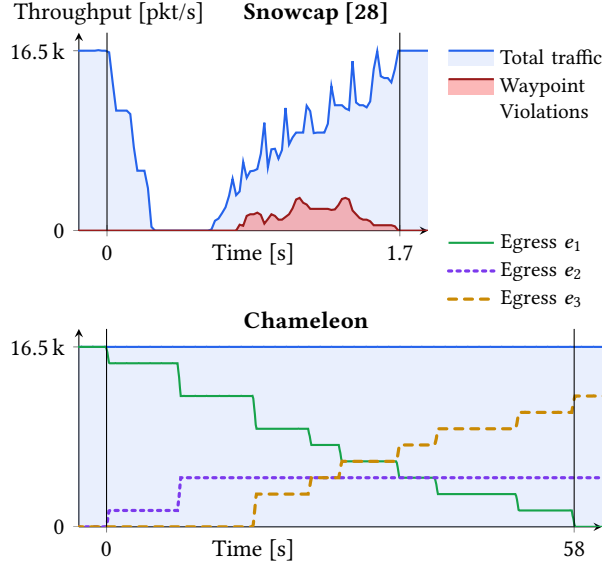 Throughput [pkt/s]
Snowcap [28]
16.5 k
0
0
Time [s]
1.7
Total traffic
Waypoint
Violations
Egress e1
Egress e2
Egress e3
Chameleon
16.5 k
0
0
Time [s]
58